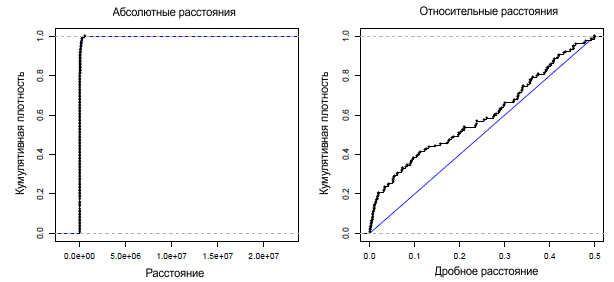 Абсолютные расстояния
Относительные расстояния
Кумулятивная плотность
1.0
0.8
0.6
0.4
0.2
0.0
0.0e+00
5.0e+06
1.0e+07
1.5e+07
2.0e+07
Расстояние
Кумулятивная плотность
1.0
0.8
0.6
0.4
0.2
0.0
0.0
0.1
0.2
0.3
0.4
0.5
Дробное расстояние